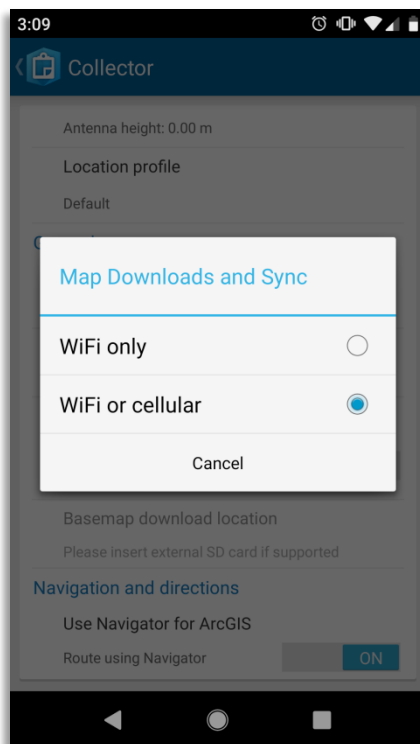 3:09
Collector
Antenna height: 0.00 m
Location profile
Default
Map Downloads and Sync
WiFi only
WiFi or cellular
Cancel
Basemap download location
Please insert external SD card if supported
Navigation and directions
Use Navigator for ArcGIS
Route using Navigator
ON